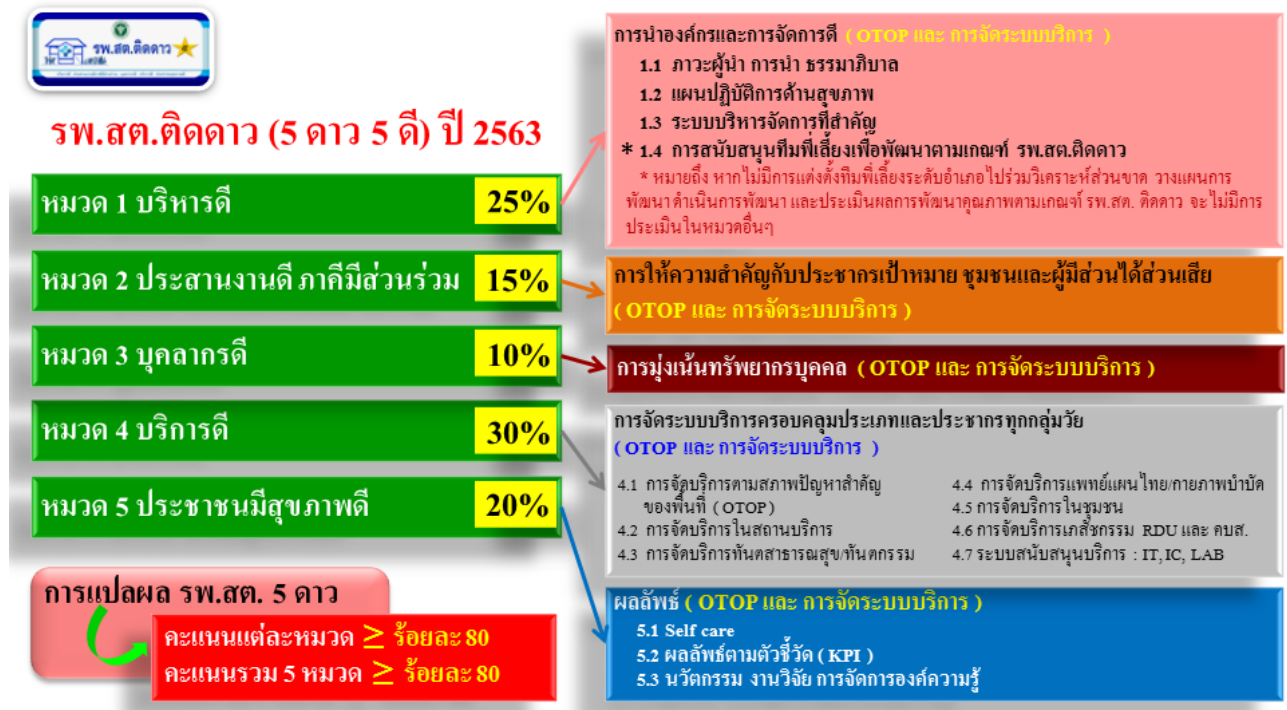 รพ.สต.ติดดาว
รพ.สต.ติดดาว (5 ดาว 5 ดี) ปี 2563
หมวด 1 บริหารดี 25%
หมวด 2 ประสานงานดี ภาคีมีส่วนร่วม 15%
หมวด 3 บุคลากรดี 10%
หมวด 4 บริการดี 30%
หมวด 5 ประชาชนมีสุขภาพดี 20%
การแปลผล รพ.สต. 5 ดาว
คะแนนแต่ละหมวด ≥ ร้อยละ 80
คะแนนรวม 5 หมวด ≥ ร้อยละ 80
การนำองค์กรและการจัดการดี ( OTOP และ การจัดระบบบริการ )
1.1 ภาวะผู้นำ การนำ ธรรมาภิบาล
1.2 แผนปฏิบัติการด้านสุขภาพ
1.3 ระบบบริหารจัดการที่สำคัญ
* 1.4 การสนับสนุนทีมพี่เลี้ยงเพื่อพัฒนาตามเกณฑ์ รพ.สต.ติดดาว
* หมายถึง หากไม่มีการแต่งตั้งทีมพี่เลี้ยงระดับอำเภอไปร่วมวิเคราะห์ส่วนขาด วางแผนการ
พัฒนา ดำเนินการพัฒนา และประเมินผลการพัฒนาคุณภาพตามเกณฑ์ รพ.สต. ติดดาว จะไม่มีการ
ประเมินในหมวดอื่นๆ
การให้ความสำคัญกับประชากรเป้าหมาย ชุมชนและผู้มีส่วนได้ส่วนเสีย
( OTOP และ การจัดระบบบริการ )
การมุ่งเน้นทรัพยากรบุคคล ( OTOP และ การจัดระบบบริการ )
การจัดระบบบริการครอบคลุมประเภทและประชากรทุกกลุ่มวัย
( OTOP และ การจัดระบบบริการ )
4.1 การจัดบริการตามสภาพปัญหาสำคัญ
ของพื้นที่ ( OTOP )
4.2 การจัดบริการในสถานบริการ
4.3 การจัดบริการทันตสาธารณสุข/ทันตกรรม
4.4 การจัดบริการแพทย์แผนไทย/กายภาพบำบัด
4.5 การจัดบริการในชุมชน
4.6 การจัดบริการเภสัชกรรม RDU และ คบส.
4.7 ระบบสนับสนุนบริการ : IT, IC, LAB
ผลลัพธ์ ( OTOP และ การจัดระบบบริการ )
5.1 Self care
5.2 ผลลัพธ์ตามตัวชี้วัด ( KPI )
5.3 นวัตกรรม งานวิจัย การจัดการองค์ความรู้